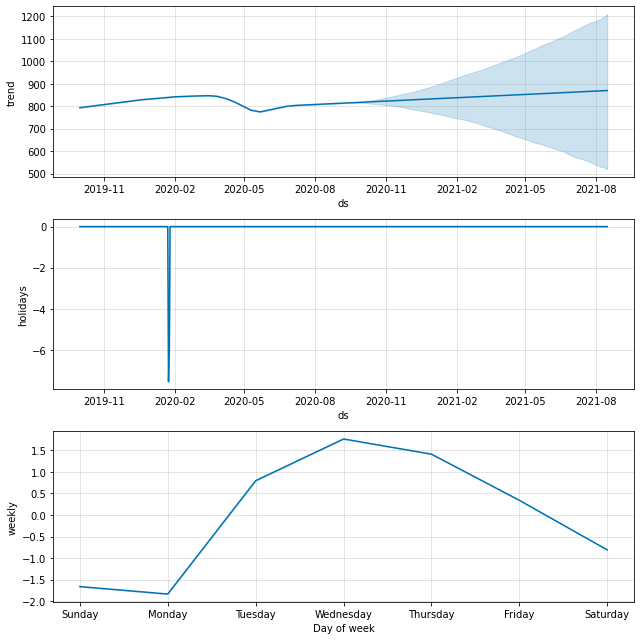 1200
1100
1000
900
800
700
600
500
trend
2019-11 2020-02 2020-05 2020-08 2020-11 2021-02 2021-05 2021-08
ds
0
−2
−4
−6
holidays
2019-11 2020-02 2020-05 2020-08 2020-11 2021-02 2021-05 2021-08
ds
1.5
1.0
0.5
0.0
−0.5
−1.0
−1.5
−2.0
weekly
Sunday Monday Tuesday Wednesday Thursday Friday Saturday
Day of week